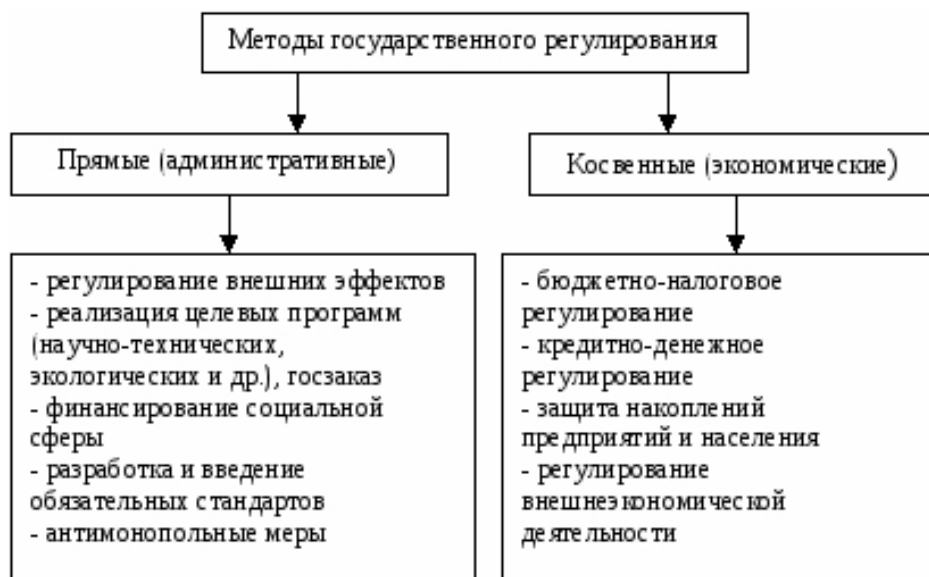 Методы государственного регулирования
Прямые (административные)
Косвенные (экономические)
- регулирование внешних эффектов
- реализация целевых программ
(научно-технических,
экологических и др.), госзаказ
- финансирование социальной
сферы
- разработка и введение
обязательных стандартов
- антимонопольные меры
- бюджетно-налоговое
регулирование
- кредитно-денежное
регулирование
- защита накоплений
предприятий и населения
- регулирование
внешнеэкономической
деятельности